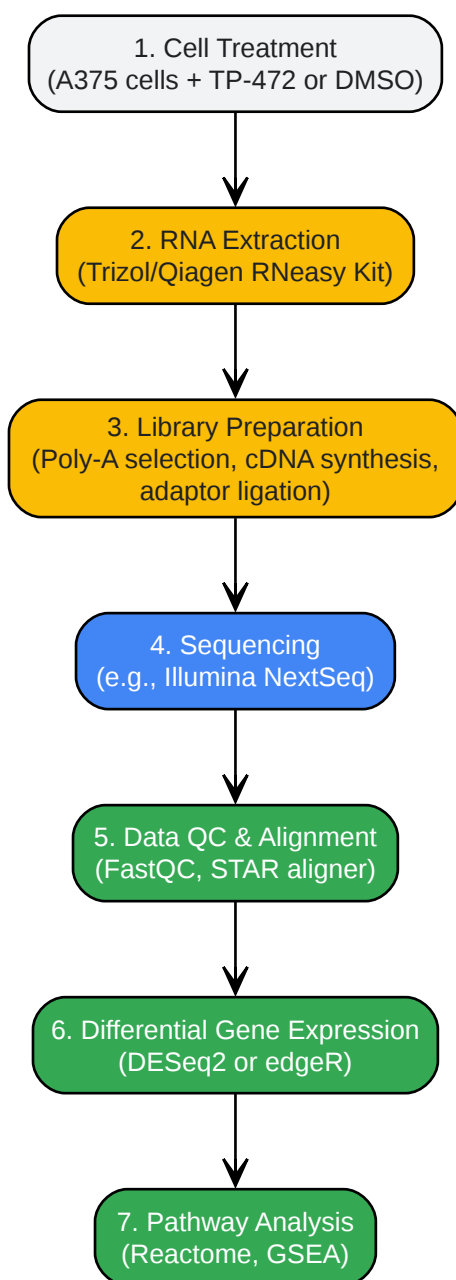 1. Cell Treatment
(A375 cells + TP-472 or DMSO)
2. RNA Extraction
(Trizol/Qiagen RNeasy Kit)
3. Library Preparation
(Poly-A selection, cDNA synthesis,
adaptor ligation)
4. Sequencing
(e.g., Illumina NextSeq)
5. Data QC & Alignment
(FastQC, STAR aligner)
6. Differential Gene Expression
(DESeq2 or edgeR)
7. Pathway Analysis
(Reactome, GSEA)